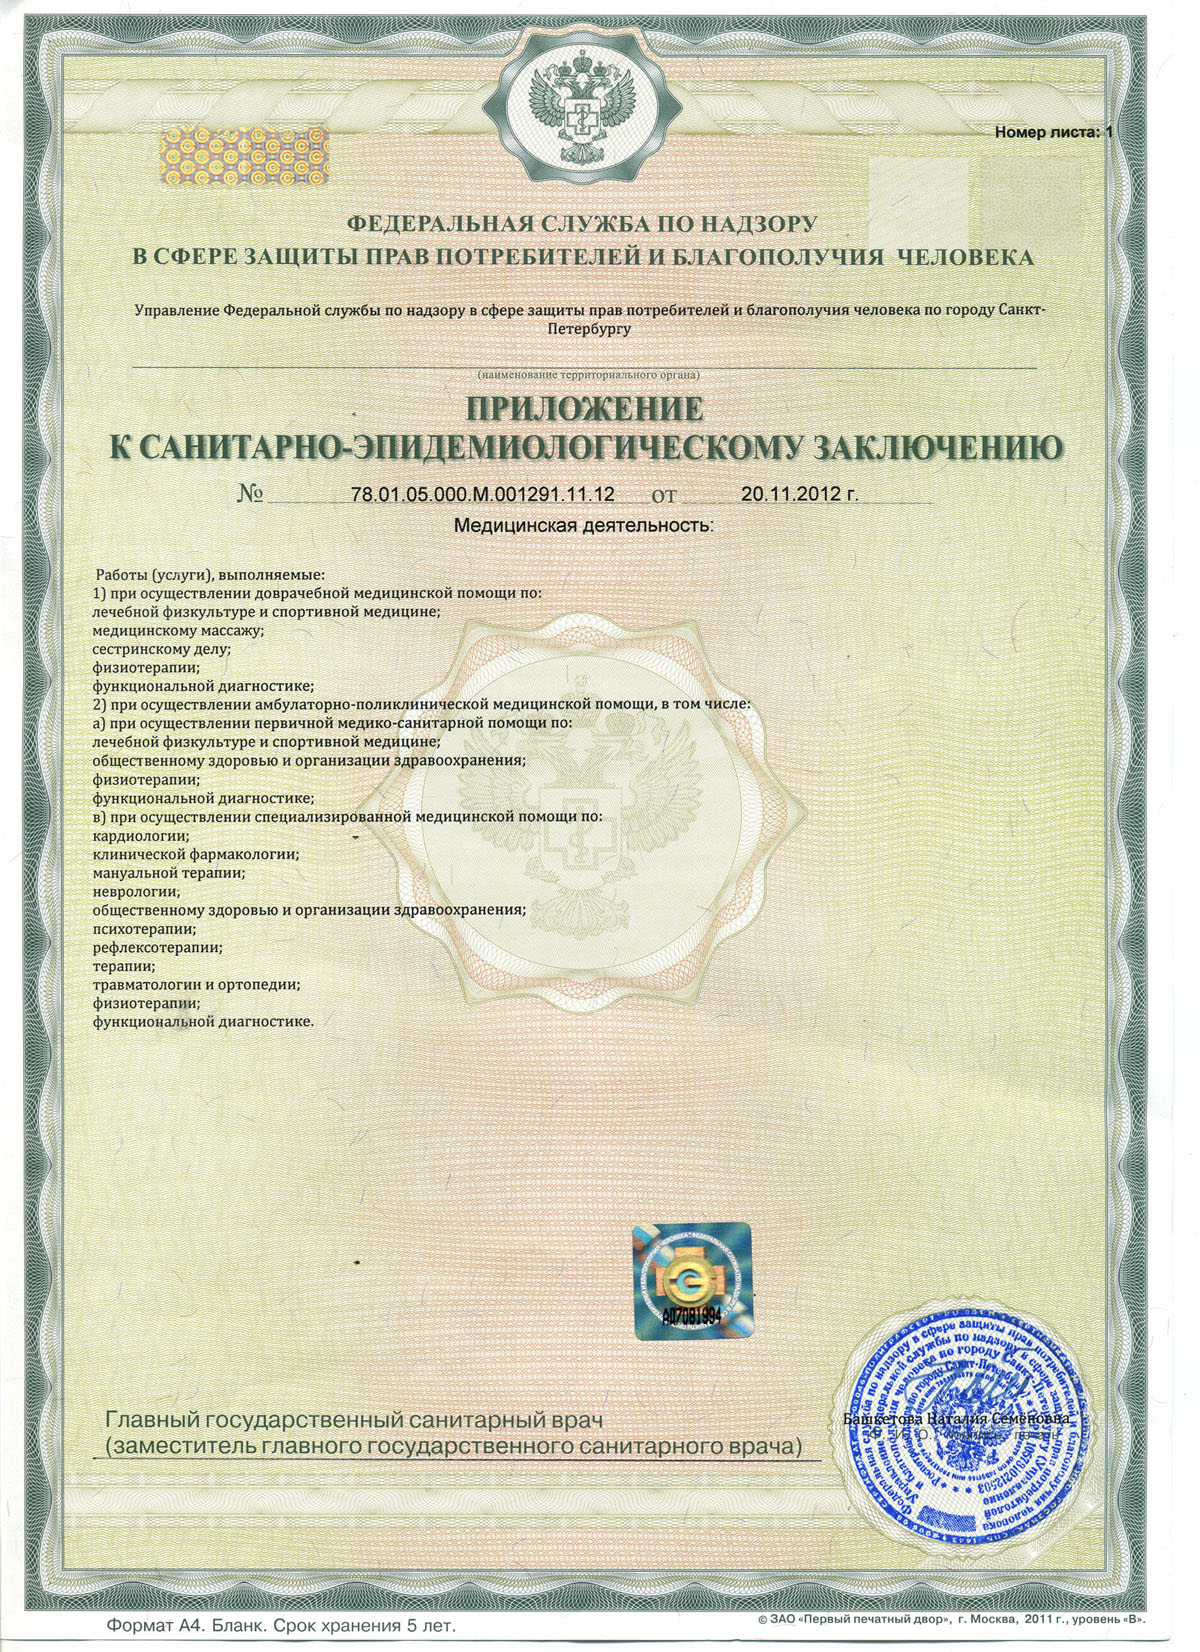 Номер листа: 1
ФЕДЕРАЛЬНАЯ СЛУЖБА ПО НАДЗОРУ
В СФЕРЕ ЗАЩИТЫ ПРАВ ПОТРЕБИТЕЛЕЙ И БЛАГОПОЛУЧИЯ ЧЕЛОВЕКА
Управление Федеральной службы по надзору в сфере защиты прав потребителей и благополучия человека по городу Санкт-
Петербургу
(наименование территориального органа)
ПРИЛОЖЕНИЕ
К САНИТАРНО-ЭПИДЕМИОЛОГИЧЕСКОМУ ЗАКЛЮЧЕНИЮ
№ 78.01.05.000.М.001291.11.12 от 20.11.2012 г.
Медицинская деятельность:
Работы (услуги), выполняемые:
1) при осуществлении доврачебной медицинской помощи по:
лечебной физкультуре и спортивной медицине;
медицинскому массажу;
сестринскому делу;
физиотерапии;
функциональной диагностике;
2) при осуществлении амбулаторно-поликлинической медицинской помощи, в том числе:
а) при осуществлении первичной медико-санитарной помощи по:
лечебной физкультуре и спортивной медицине;
общественному здоровью и организации здравоохранения;
физиотерапии;
функциональной диагностике;
в) при осуществлении специализированной медицинской помощи по:
кардиологии;
клинической фармакологии;
мануальной терапии;
неврологии;
общественному здоровью и организации здравоохранения;
психотерапии;
рефлексотерапии;
терапии;
травматологии и ортопедии;
физиотерапии;
функциональной диагностике.
АД7081994
Главный государственный санитарный врач
(заместитель главного государственного санитарного врача)
Башкетова Наталия Семеновна
Формат А4. Бланк. Срок хранения 5 лет.
© ЗАО «Первый печатный двор», г. Москва, 2011 г., уровень «В».